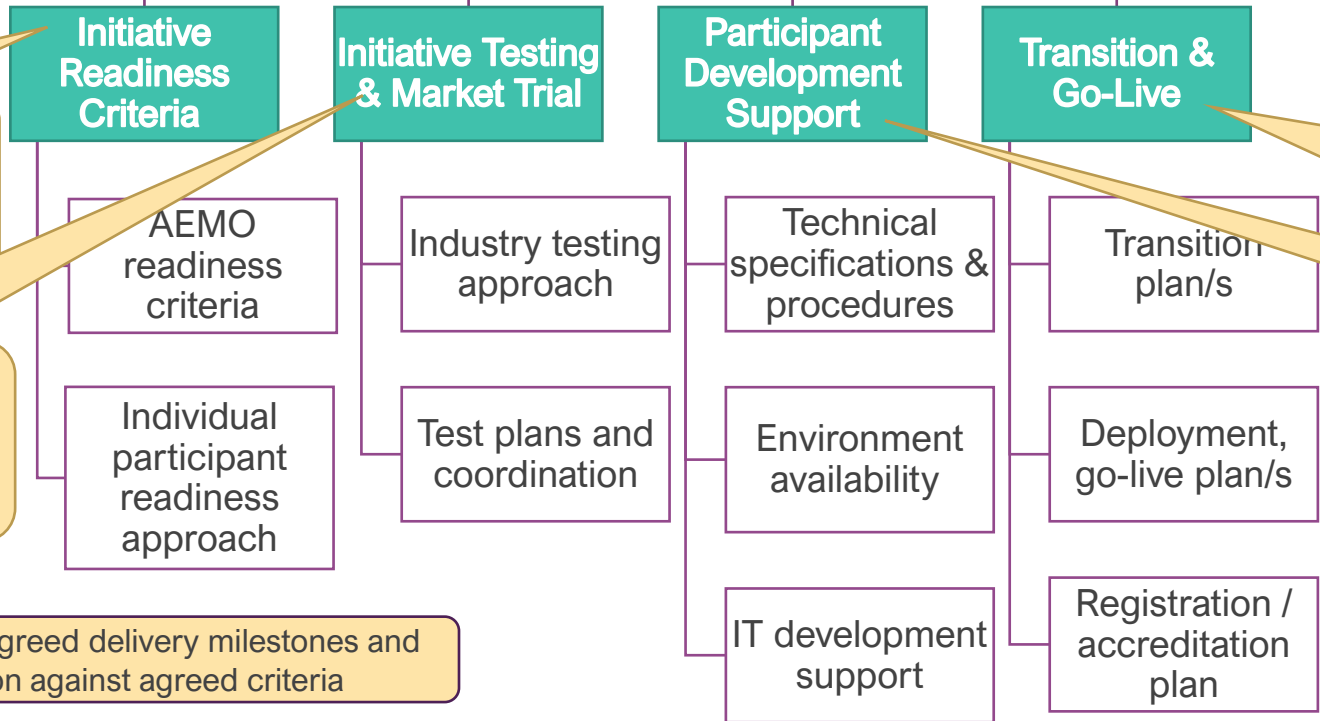 Initiative
Readiness
Criteria
Initiative Testing
& Market Trial
Participant
Development
Support
Transition &
Go-Live
AEMO
readiness
criteria
Industry testing
approach
Technical
specifications &
procedures
Transition
plan/s
Individual
participant
readiness
approach
Test plans and
coordination
Environment
availability
Deployment,
go-live plan/s
IT development
support
Registration /
accreditation
plan
greed delivery milestones and
on against agreed criteria